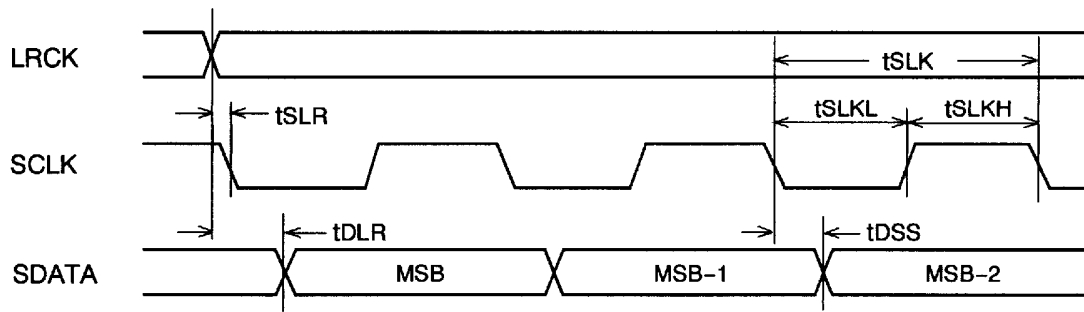 LRCK
tSLK
tSLR
tSLKL
tSLKH
SCLK
tDLR
tDSS
SDATA
MSB
MSB-1
MSB-2